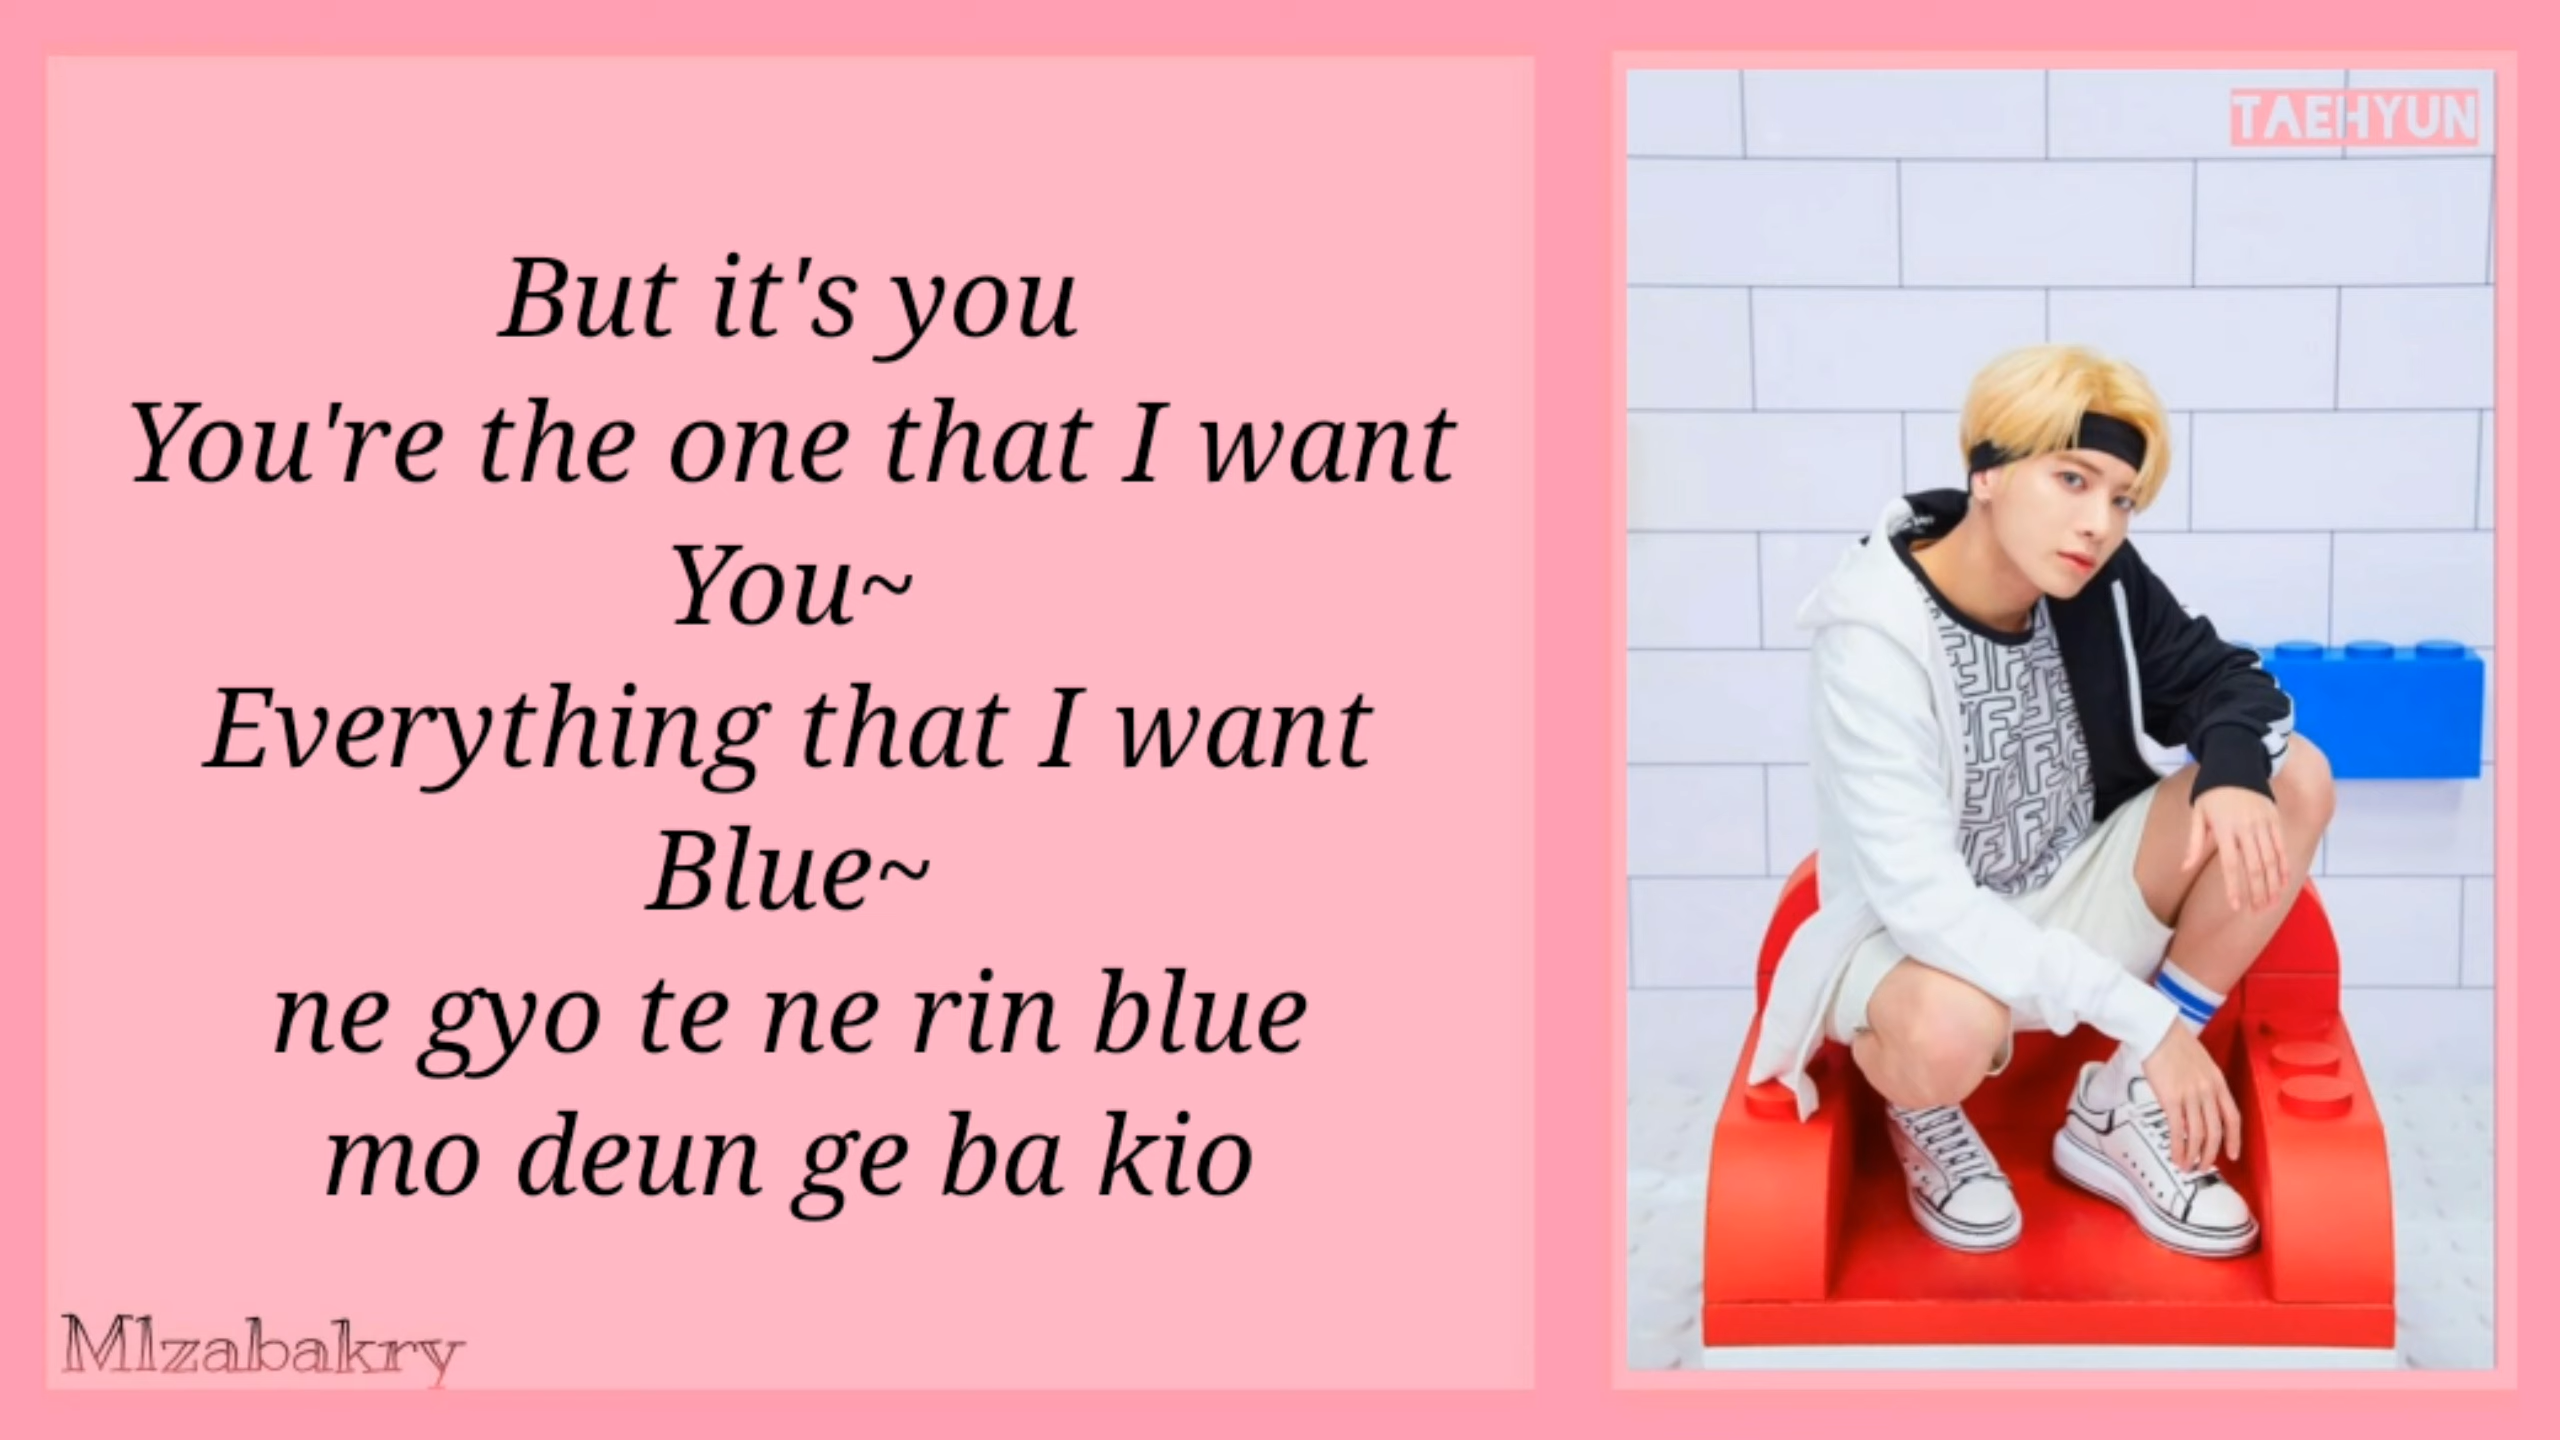 But it's you
You're the one that I want
You~
Everything that I want
Blue~
ne gyo te ne rin blue
mo deun ge ba kio
Mlzabakry
TAEHYUN